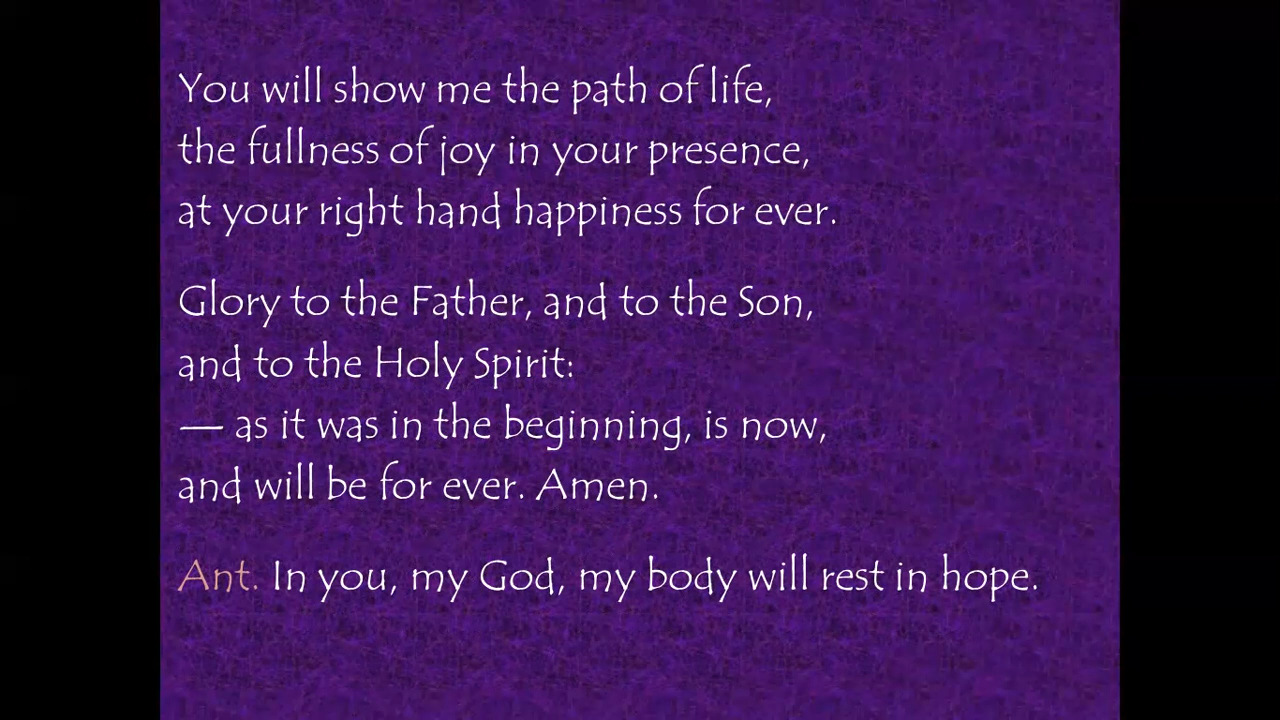 You will show me the path of life,
the fullness of joy in your presence,
at your right hand happiness for ever.
Glory to the Father, and to the Son,
and to the Holy Spirit:
— as it was in the beginning, is now,
and will be for ever. Amen.
Ant. In you, my God, my body will rest in hope.